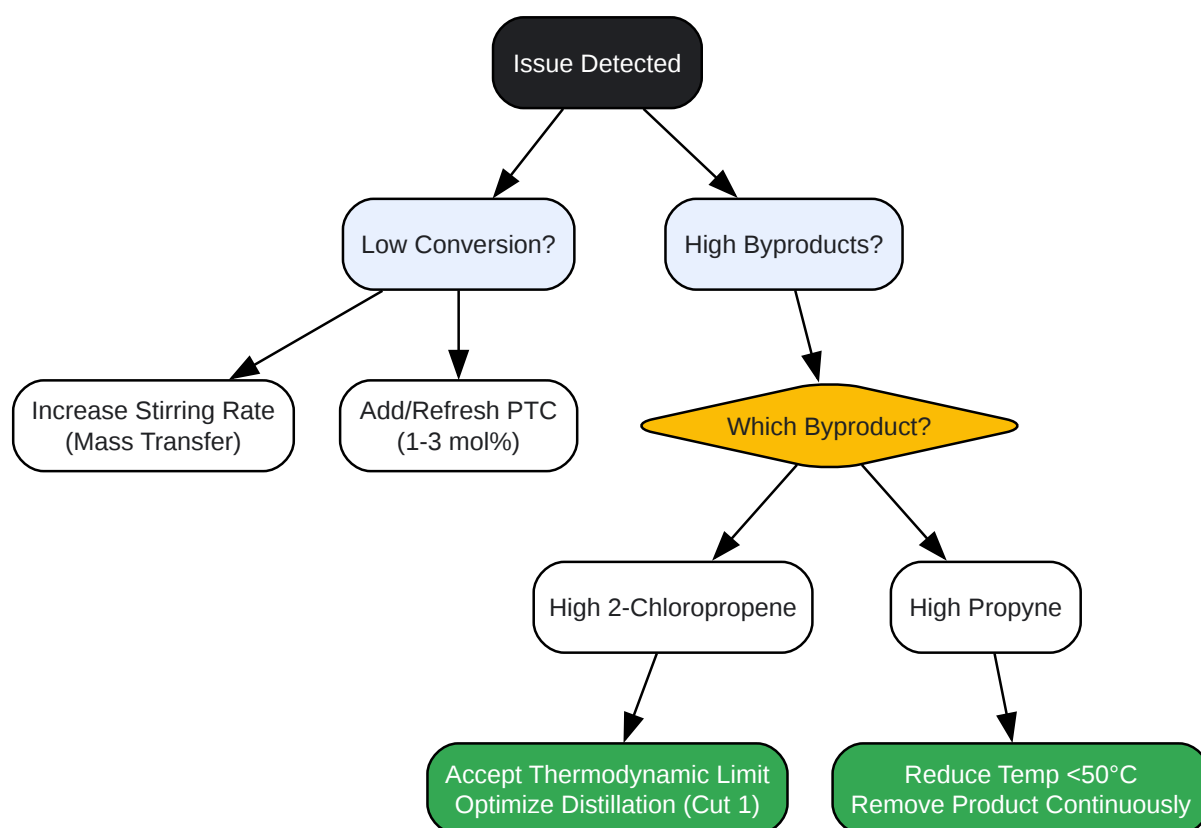 Issue Detected
Low Conversion?
High Byproducts?
Increase Stirring Rate
(Mass Transfer)
Add/Refresh PTC
(1-3 mol%)
Which Byproduct?
High 2-Chloropropene
High Propyne
Accept Thermodynamic Limit
Optimize Distillation (Cut 1)
Reduce Temp <50°C
Remove Product Continuously